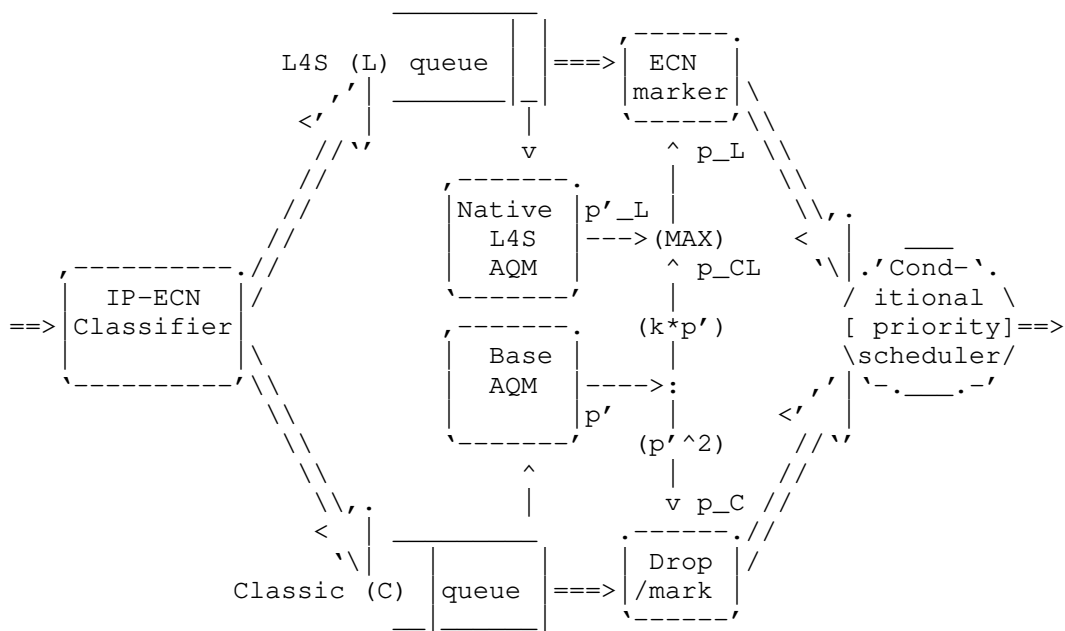 L4S (L) queue ===> ECN
marker
p_L
Native p'_L
L4S --->(MAX)
AQM p_CL
Cond-
IP-ECN itional
==> Classifier (k*p') [ priority]==>
Base scheduler
AQM ---->:
p'
(p'^2)
p_C
Drop
Classic (C) queue ===> /mark